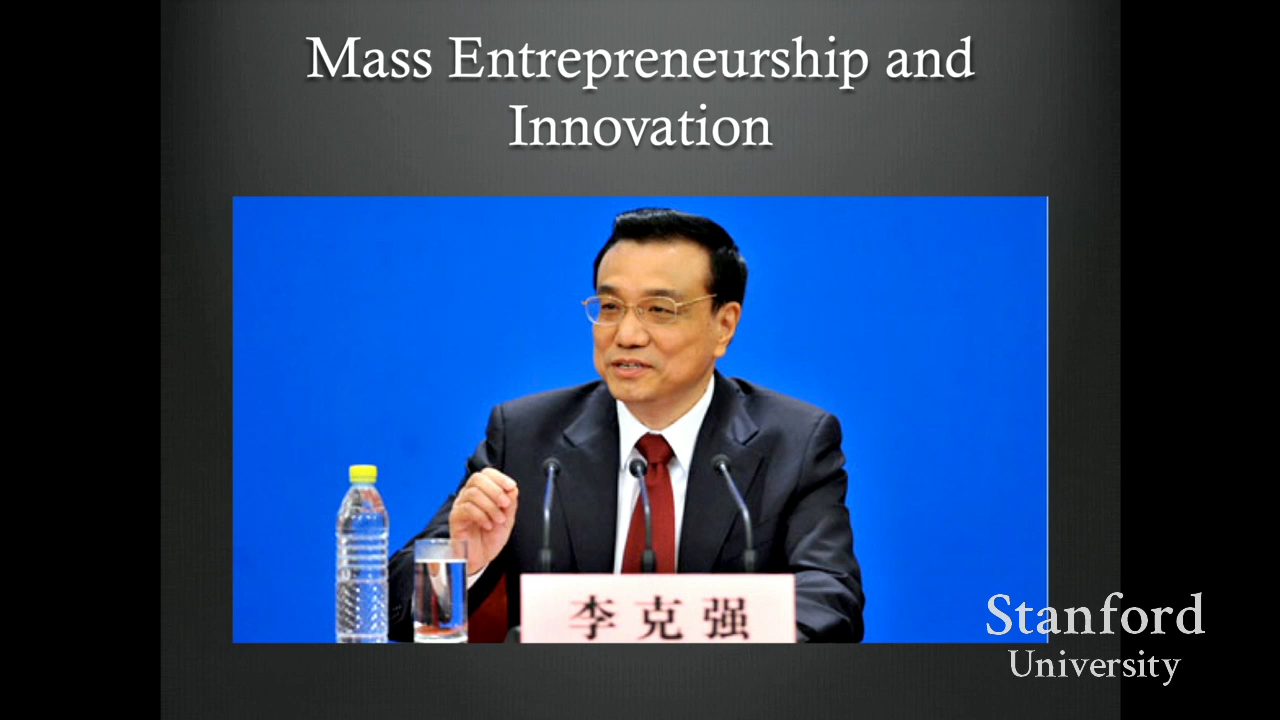 Mass Entrepreneurship and
Innovation
李克强
Stanford
University